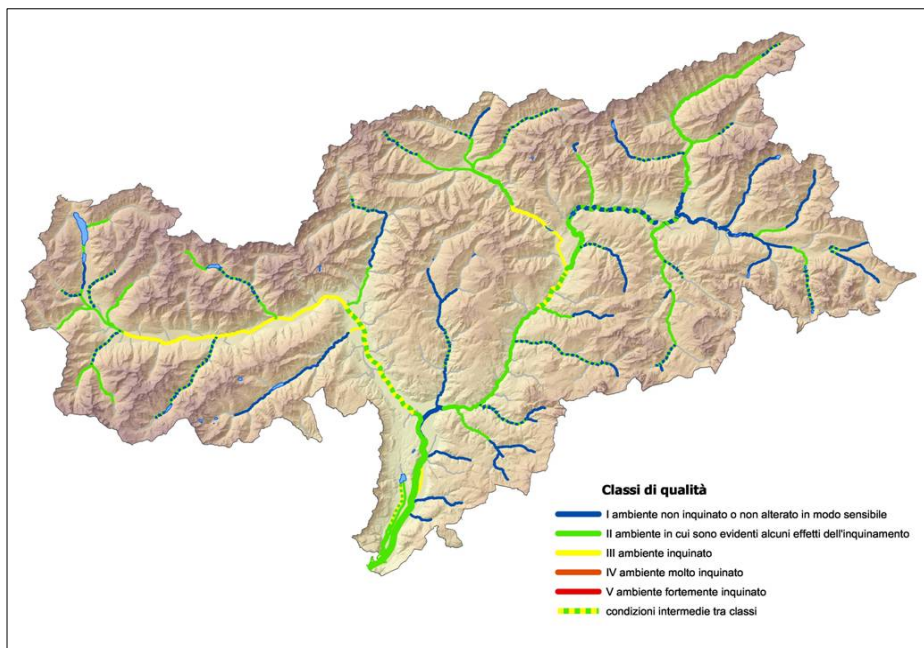 Classi di qualità
I ambiente non inquinato o non alterato in modo sensibile
II ambiente in cui sono evidenti alcuni effetti dell'inquinamento
III ambiente inquinato
IV ambiente molto inquinato
V ambiente fortemente inquinato
condizioni intermedie tra classi